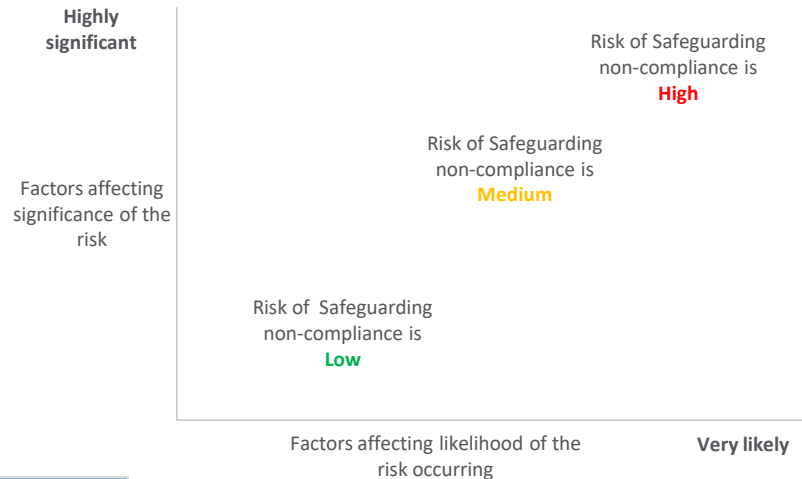 Highly
significant
Risk of Safeguarding
non-compliance is
High
Risk of Safeguarding
non-compliance is
Medium
Factors affecting
significance of the
risk
Risk of  Safeguarding
non-compliance is
Low
Factors affecting likelihood of the
risk occurring
Very likely